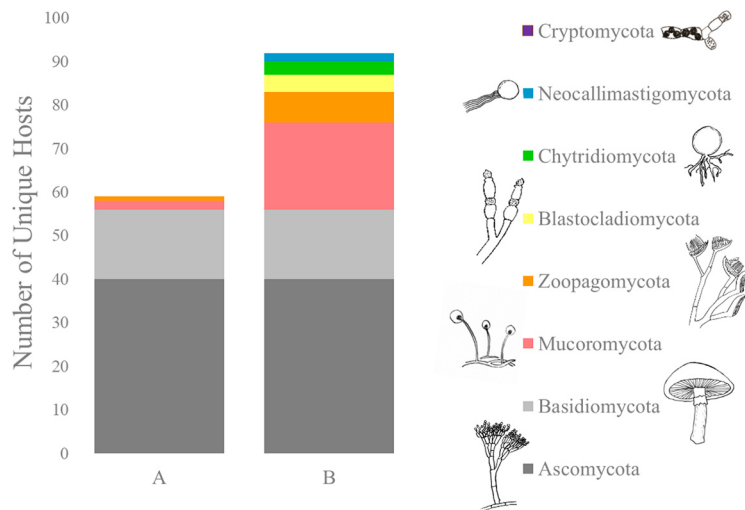 Number of Unique Hosts
100
90
80
70
60
50
40
30
20
10
0
A
B
Cryptomycota
Neocallimastigomycota
Chytridiomycota
Blastocladiomycota
Zoopagomycota
Mucoromycota
Basidiomycota
Ascomycota